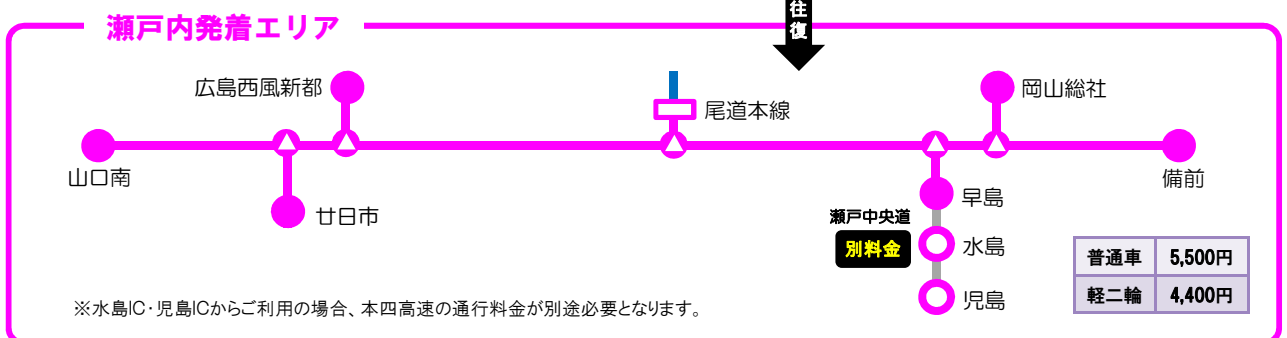 往復
瀬戸内発着エリア
広島西風新都
岡山総社
尾道本線
山口南
備前
廿日市
早島
瀬戸中央道
別料金
水島
普通車 5,500円
軽二輪 4,400円
児島
※水島IC・児島ICからご利用の場合、本四高速の通行料金が別途必要となります。